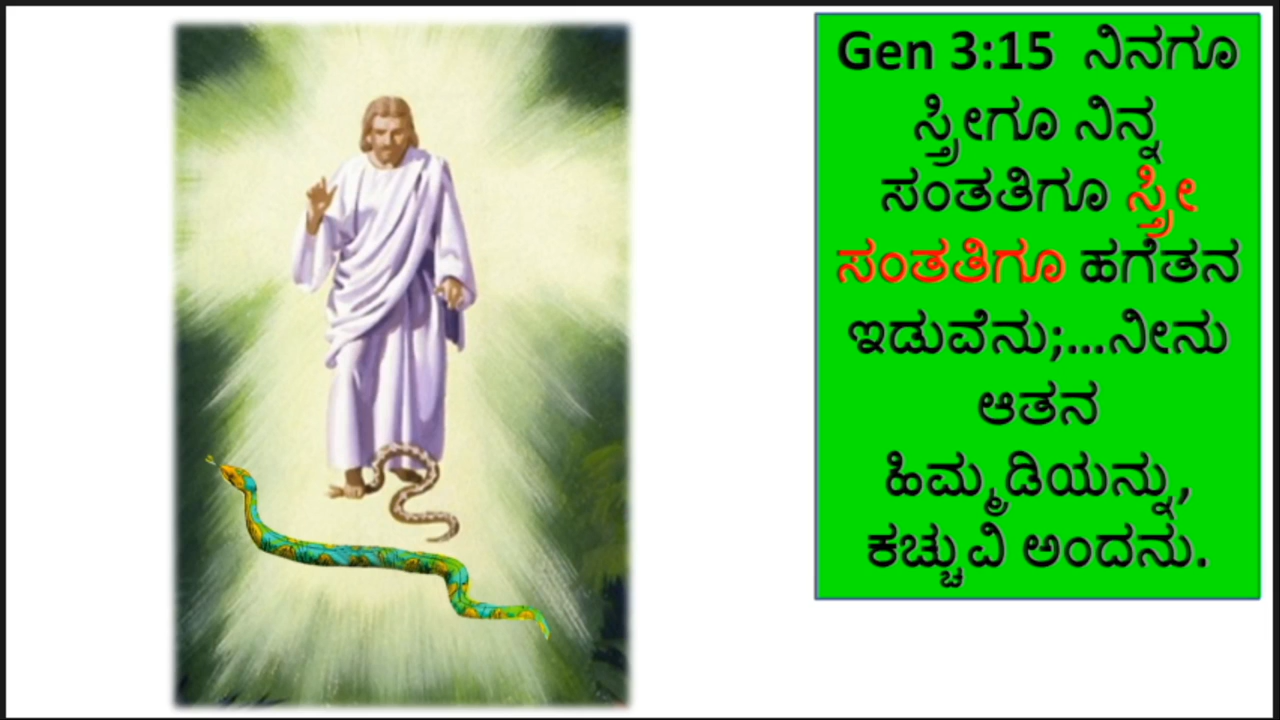 Gen 3:15 ನಿನಗೂ
ಸ್ತ್ರೀಗೂ ನಿನ್ನ
ಸಂತತಿಗೂ ಸ್ತ್ರೀ
ಸಂತತಿಗೂ ಹಗೆತನ
ಇಡುವೆನು;...ನೀನು
ಆತನ
ಹಿಮ್ಮಡಿಯನ್ನು,
ಕಚ್ಚುವಿ ಅಂದನು.